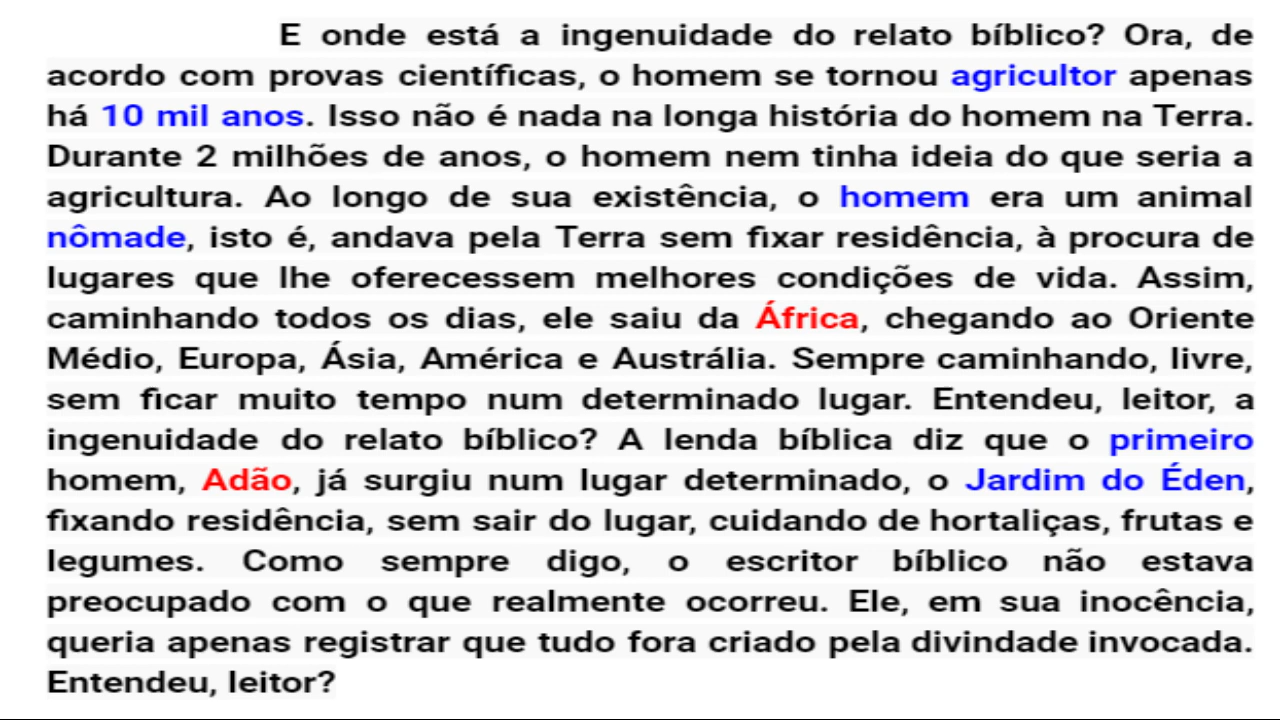 E onde está a ingenuidade do relato bíblico? Ora, de
acordo com provas científicas, o homem se tornou agricultor apenas
há 10 mil anos. Isso não é nada na longa história do homem na Terra.
Durante 2 milhões de anos, o homem nem tinha ideia do que seria a
agricultura. Ao longo de sua existência, o homem era um animal
nômade, isto é, andava pela Terra sem fixar residência, à procura de
lugares que lhe oferecessem melhores condições de vida. Assim,
caminhando todos os dias, ele saiu da África, chegando ao Oriente
Médio, Europa, Ásia, América e Austrália. Sempre caminhando, livre,
sem ficar muito tempo num determinado lugar. Entendeu, leitor, a
ingenuidade do relato bíblico? A lenda bíblica diz que o primeiro
homem, Adão, já surgiu num lugar determinado, o Jardim do Éden,
fixando residência, sem sair do lugar, cuidando de hortaliças, frutas e
legumes. Como sempre digo, o escritor bíblico não estava
preocupado com o que realmente ocorreu. Ele, em sua inocência,
queria apenas registrar que tudo fora criado pela divindade invocada.
Entendeu, leitor?